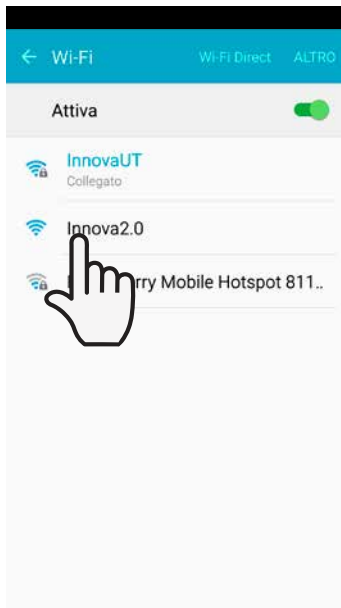 Wi-Fi Wi-Fi Direct ALTRO
Attiva
InnovaUT
Collegato
Innova2.0
rry Mobile Hotspot 811..